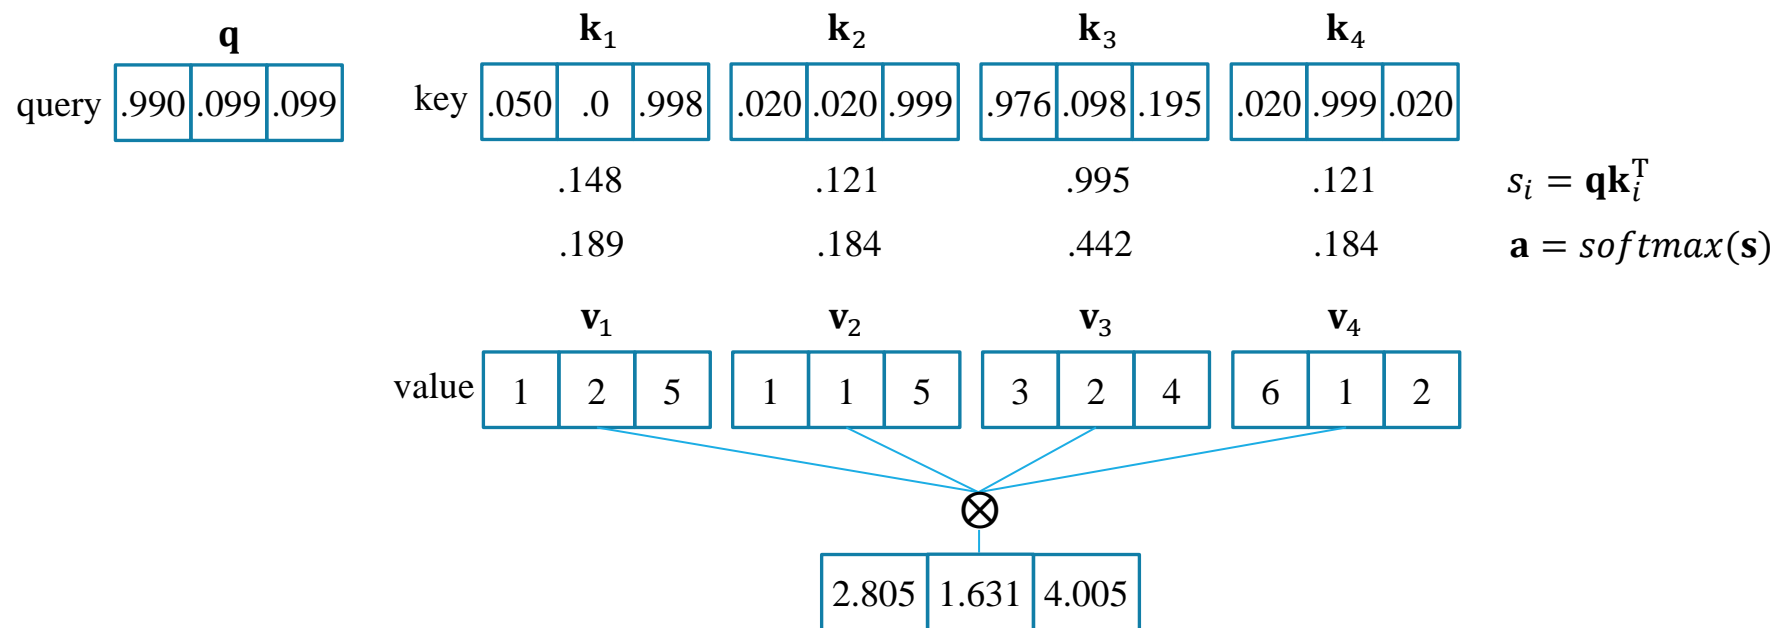 q k₁ k₂ k₃ k₄
query .990 .099 .099 key .050 .0 .998 .020 .020 .999 .976 .098 .195 .020 .999 .020
.148 .121 .995 .121 sᵢ = qkᵢᵀ
.189 .184 .442 .184 a = softmax(s)
v₁ v₂ v₃ v₄
value 1 2 5 1 1 5 3 2 4 6 1 2
⊗
2.805 1.631 4.005